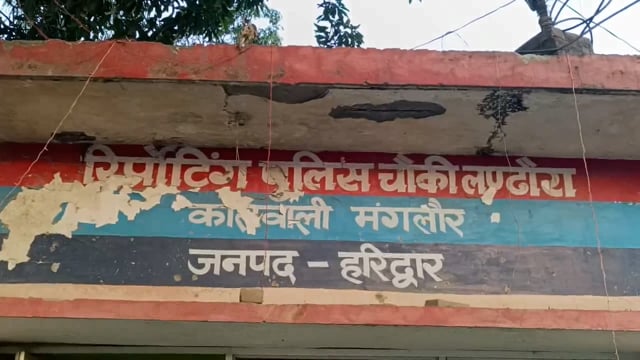 रिपोर्टिंग पुलिस चौकी लण्ढौरा
कोतवाली मंगलौर
जनपद - हरिद्वार